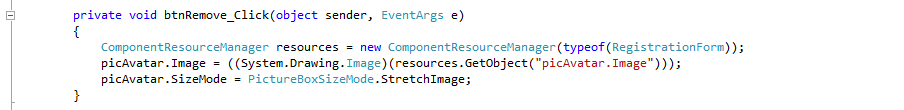 private void btnRemove_Click(object sender, EventArgs e)
{
ComponentResourceManager resources = new ComponentResourceManager(typeof(RegistrationForm));
picAvatar.Image = ((System.Drawing.Image)(resources.GetObject("picAvatar.Image")));
picAvatar.SizeMode = PictureBoxSizeMode.StretchImage;
}